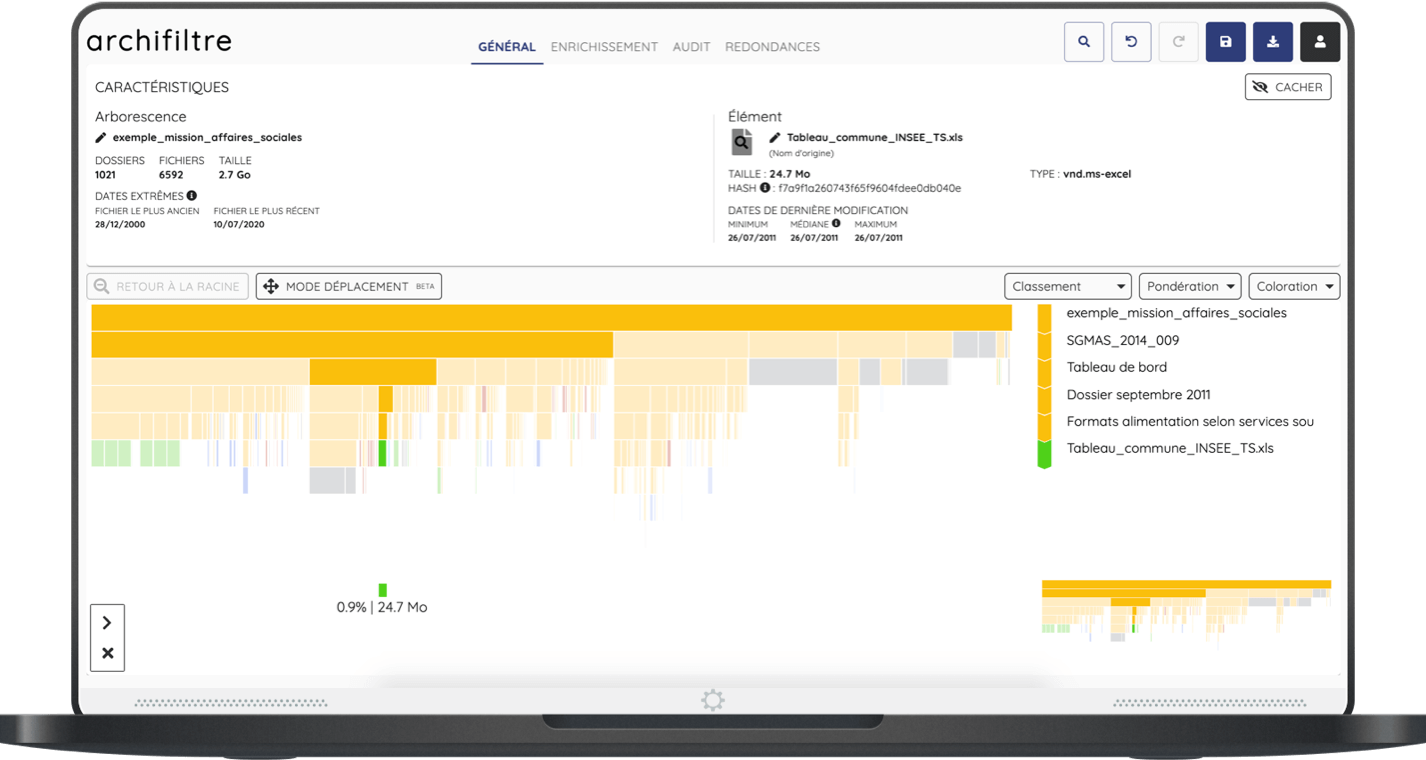 archifiltre
GÉNÉRAL ENRICHISSEMENT AUDIT REDONDANCES
CARACTÉRISTIQUES
CACHER
Arborescence
exemple_mission_affaires_sociales
DOSSIERS FICHIERS TAILLE
1021 6592 2.7 Go
DATES EXTRÊMES
FICHIER LE PLUS ANCIEN FICHIER LE PLUS RÉCENT
28/12/2000 10/07/2020
Élément
Tableau_commune_INSEE_TS.xls
(Nom d'origine)
TAILLE : 24.7 Mo
TYPE : vnd.ms-excel
HASH : f7a9f1a260743f65f9604fdee0db040e
DATES DE DERNIÈRE MODIFICATION
MINIMUM MÉDIANE MAXIMUM
26/07/2011 26/07/2011 26/07/2011
RETOUR À LA RACINE MODE DÉPLACEMENT BETA
Classement Pondération Coloration
exemple_mission_affaires_sociales
SGMAS_2014_009
Tableau de bord
Dossier septembre 2011
Formats alimentation selon services sou
Tableau_commune_INSEE_TS.xls
0.9% | 24.7 Mo